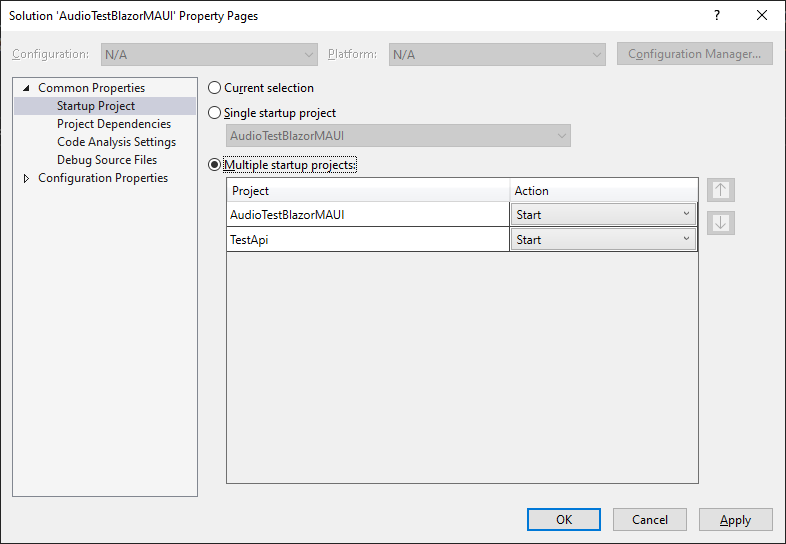 Solution 'AudioTestBlazorMAUI' Property Pages
?
Configuration: N/A Platform: N/A Configuration Manager...
Common Properties
Startup Project
Project Dependencies
Code Analysis Settings
Debug Source Files
Configuration Properties
Current selection
Single startup project
AudioTestBlazorMAUI
Multiple startup projects:
Project Action
AudioTestBlazorMAUI Start
TestApi Start
OK Cancel Apply